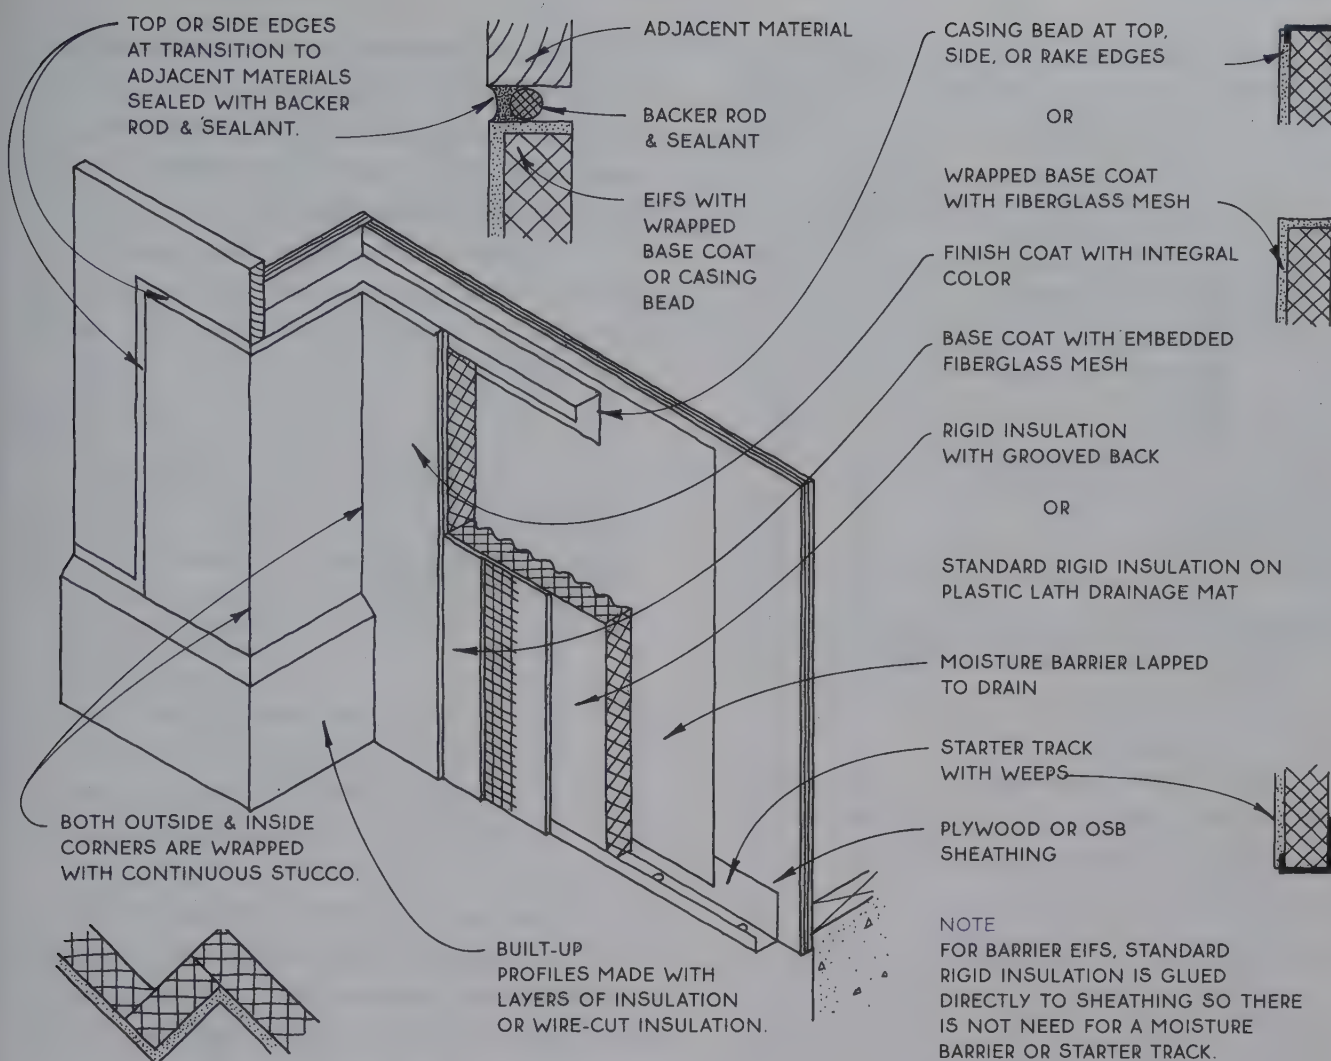 TOP OR SIDE EDGES
AT TRANSITION TO
ADJACENT MATERIALS
SEALED WITH BACKER
ROD & SEALANT.
ADJACENT MATERIAL
BACKER ROD
& SEALANT
EIFS WITH
WRAPPED
BASE COAT
OR CASING
BEAD
CASING BEAD AT TOP,
SIDE, OR RAKE EDGES
OR
WRAPPED BASE COAT
WITH FIBERGLASS MESH
FINISH COAT WITH INTEGRAL
COLOR
BASE COAT WITH EMBEDDED
FIBERGLASS MESH
RIGID INSULATION
WITH GROOVED BACK
OR
STANDARD RIGID INSULATION ON
PLASTIC LATH DRAINAGE MAT
MOISTURE BARRIER LAPPED
TO DRAIN
STARTER TRACK
WITH WEEPS
PLYWOOD OR OSB
SHEATHING
BOTH OUTSIDE & INSIDE
CORNERS ARE WRAPPED
WITH CONTINUOUS STUCCO.
BUILT-UP
PROFILES MADE WITH
LAYERS OF INSULATION
OR WIRE-CUT INSULATION.
NOTE
FOR BARRIER EIFS, STANDARD
RIGID INSULATION IS GLUED
DIRECTLY TO SHEATHING SO THERE
IS NOT NEED FOR A MOISTURE
BARRIER OR STARTER TRACK.